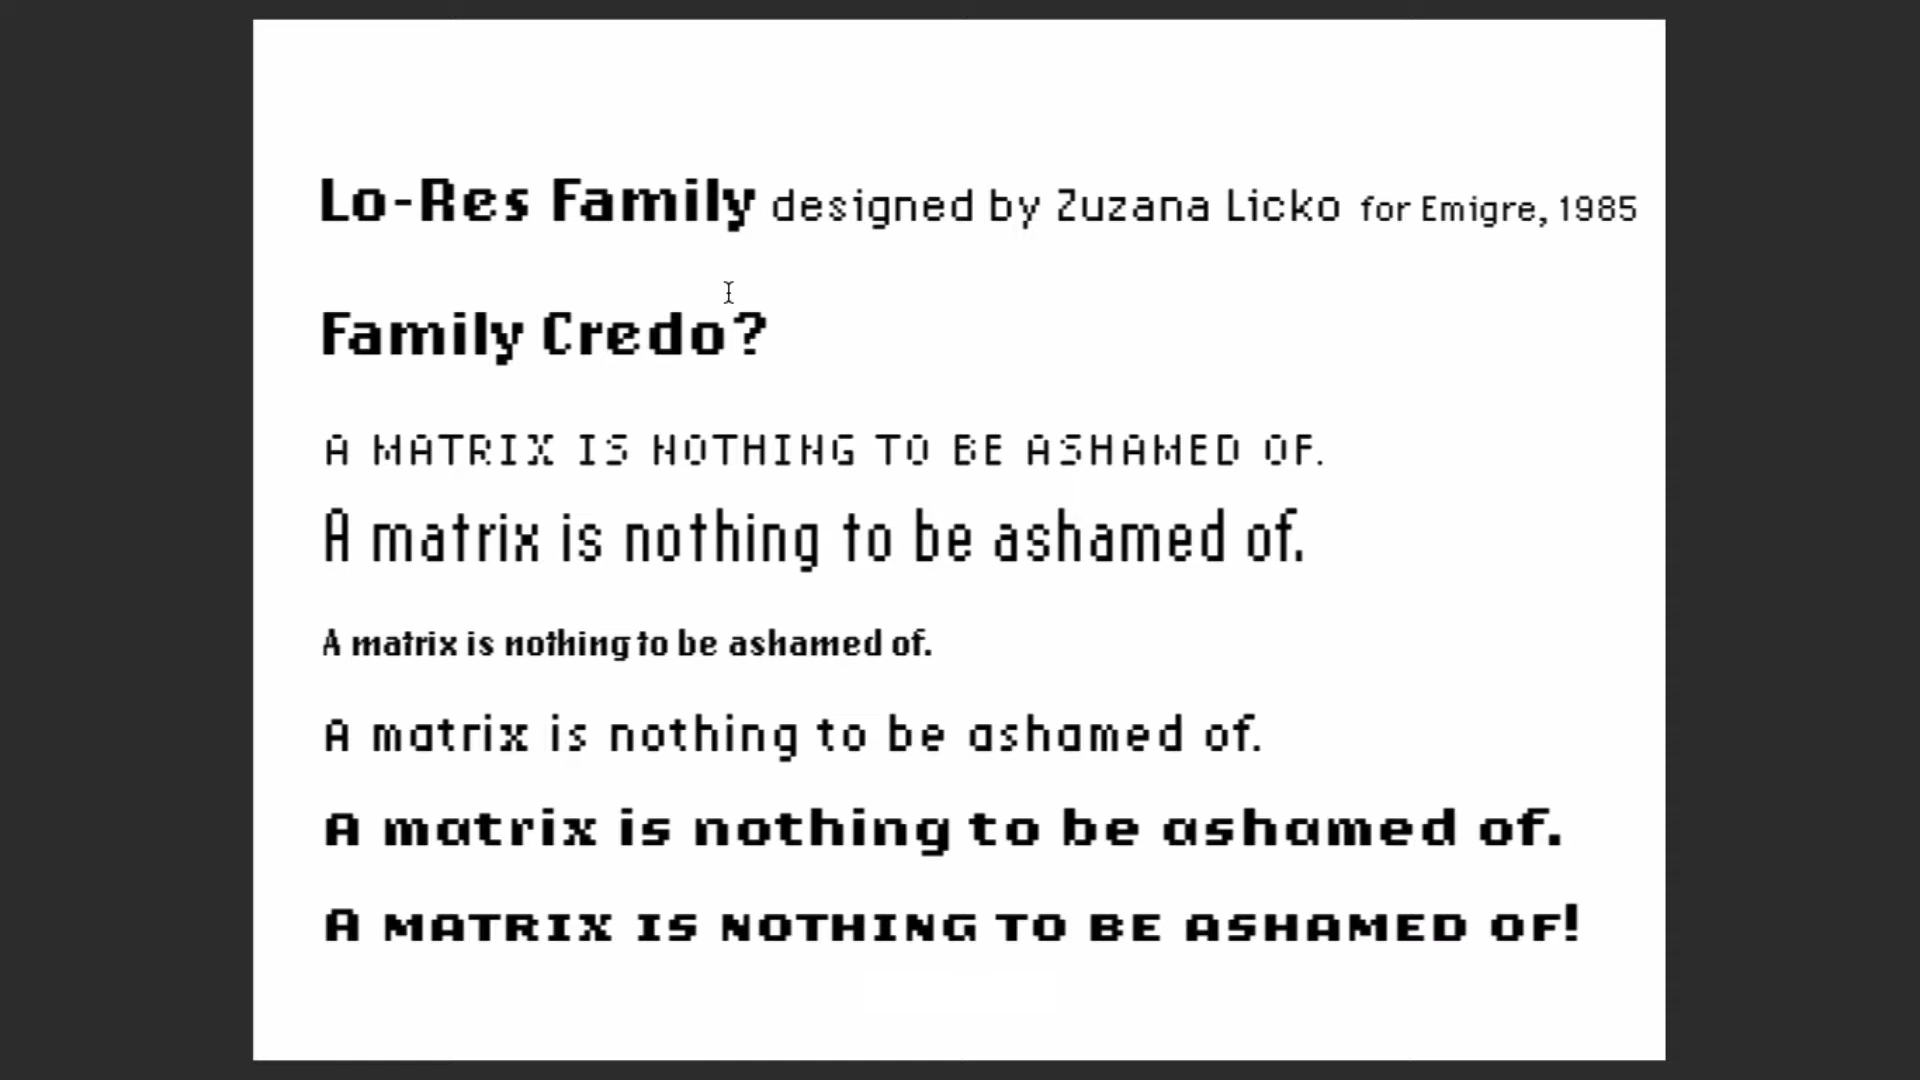 Lo-Res Family designed by Zuzana Licko for Emigre, 1985
Family Credo?
A MATRIX IS NOTHING TO BE ASHAMED OF.
A matrix is nothing to be ashamed of.
A matrix is nothing to be ashamed of.
A matrix is nothing to be ashamed of.
A matrix is nothing to be ashamed of.
A MATRIX IS NOTHING TO BE ASHAMED OF!